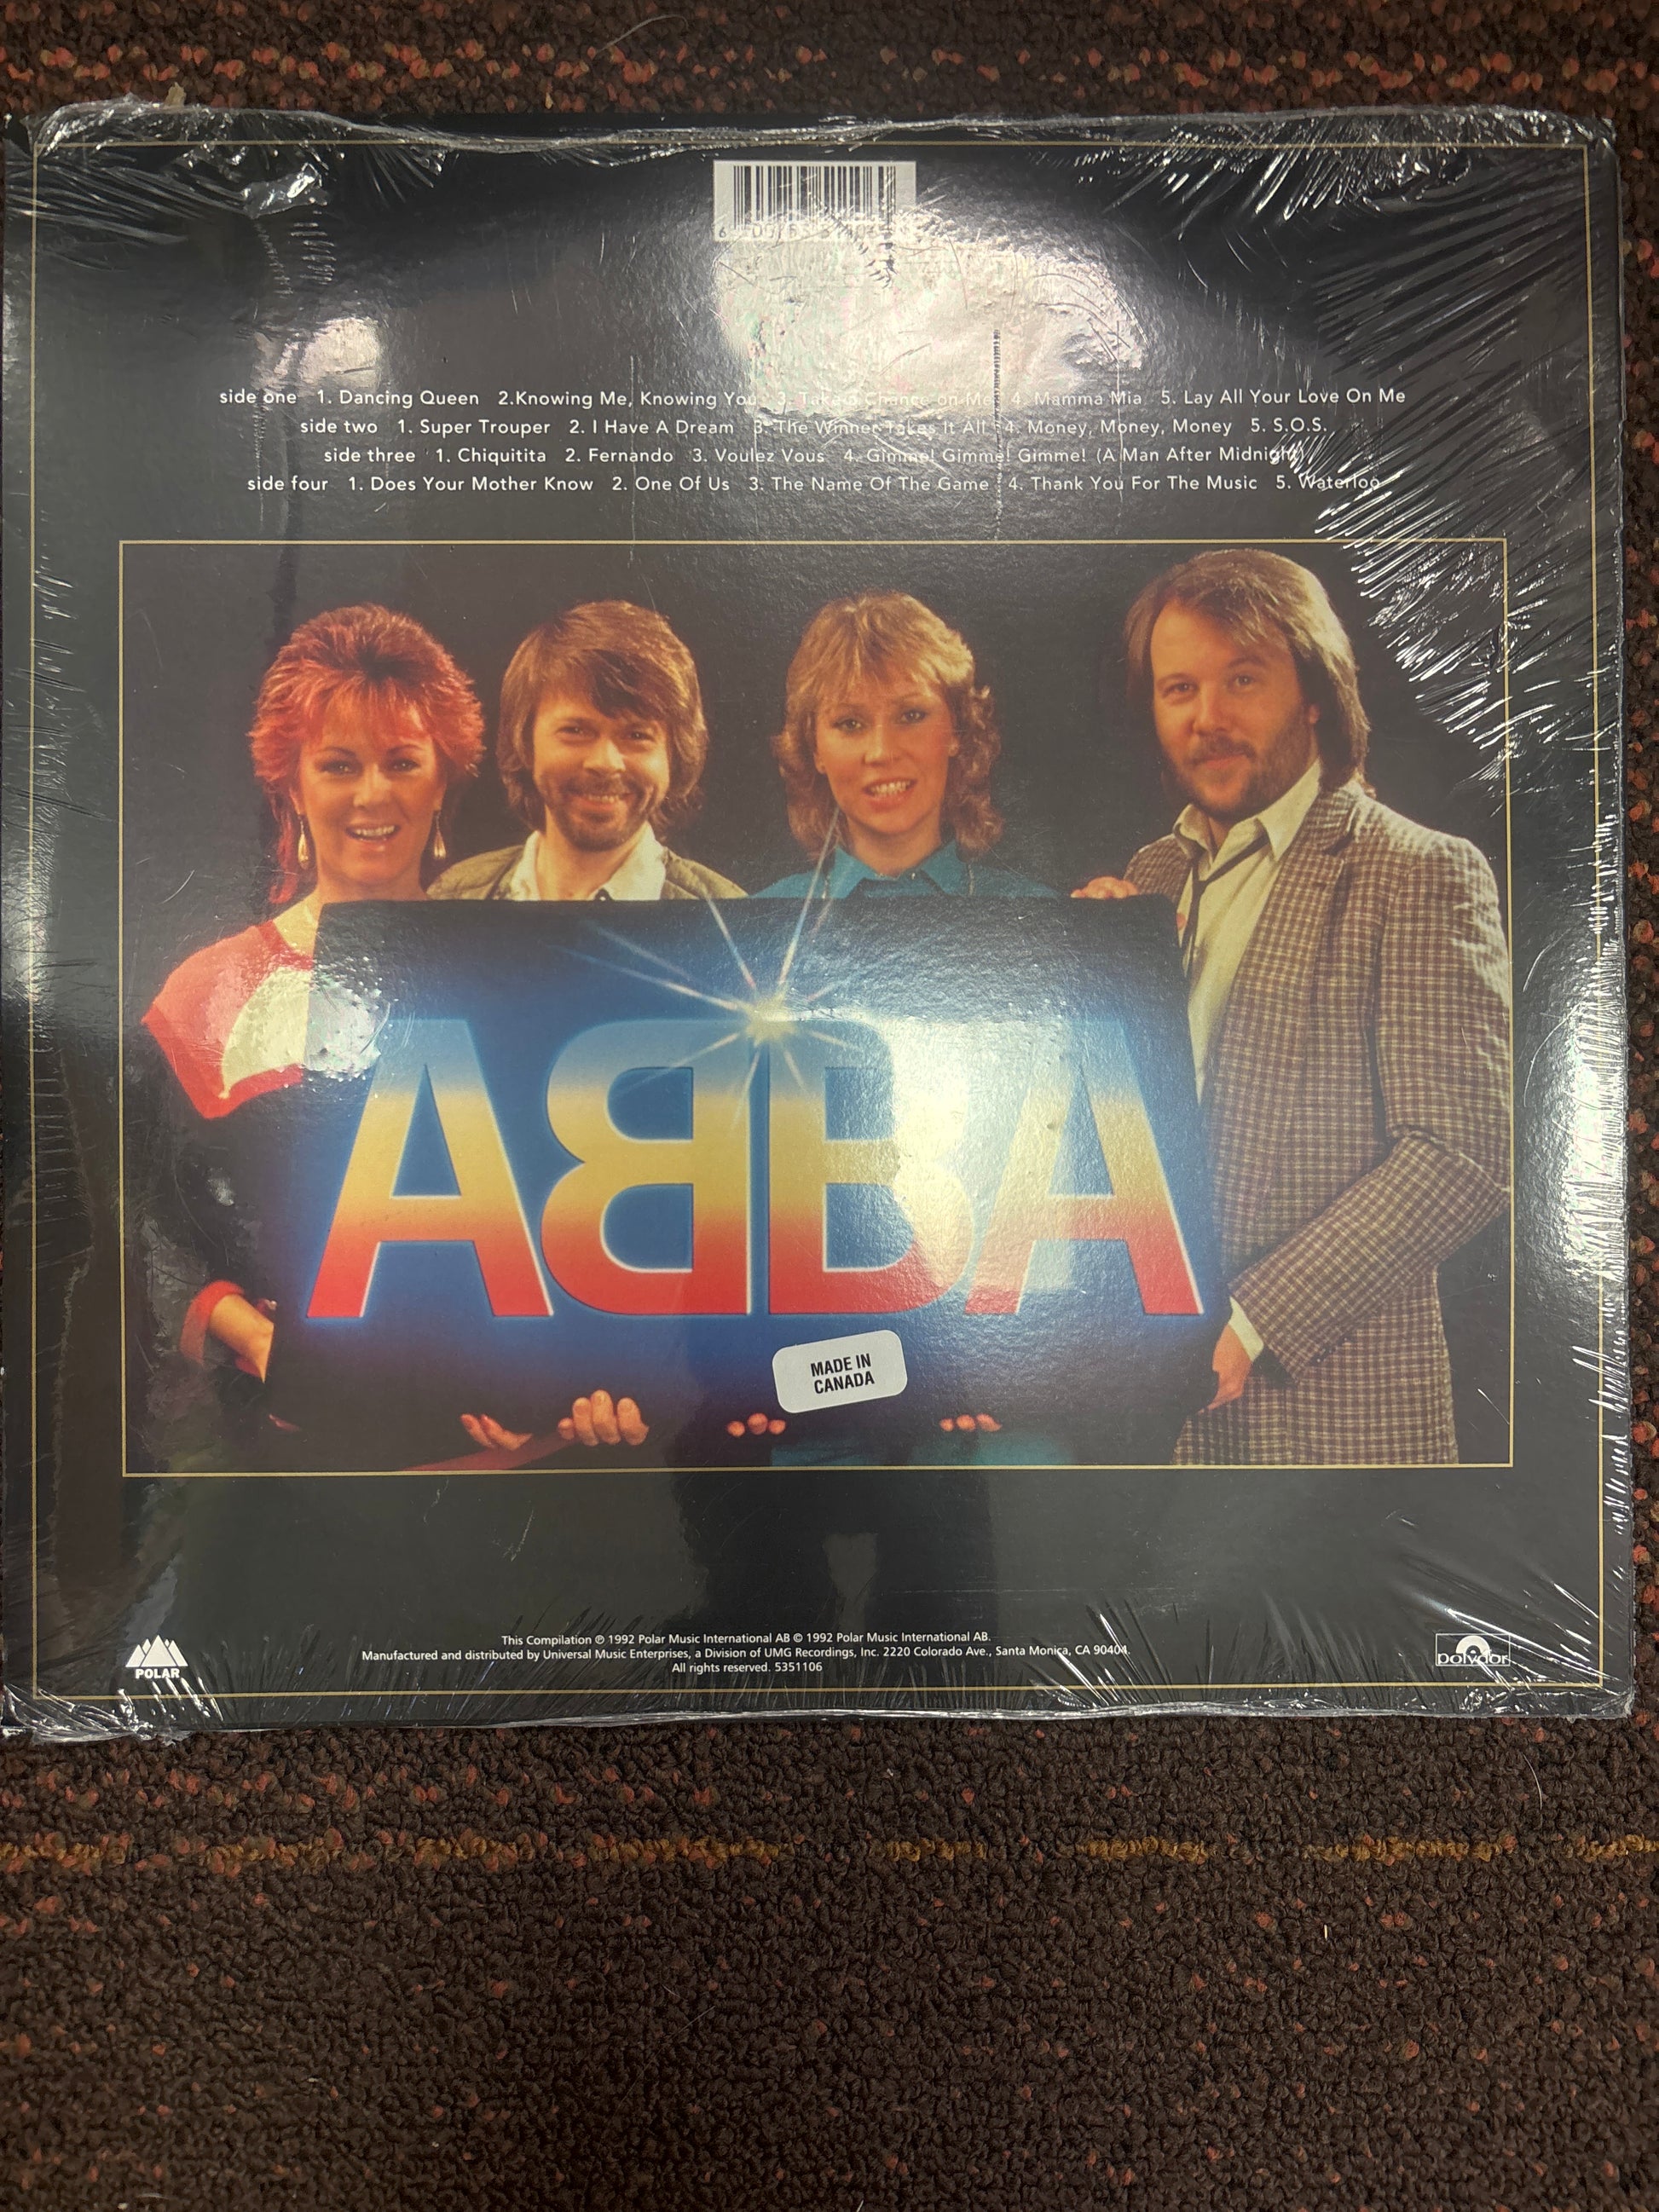 side one 1. Dancing Queen 2.Knowing Me, Knowing You 3. Take a Chance on Me 4. Mamma Mia 5. Lay All Your Love On Me
side two 1. Super Trouper 2. I Have A Dream 3. The Winner Takes It All 4. Money, Money, Money 5. S.O.S.
side three 1. Chiquitita 2. Fernando 3. Voulez Vous 4. Gimme! Gimme! Gimme! (A Man After Midnight)
side four 1. Does Your Mother Know 2. One Of Us 3. The Name Of The Game 4. Thank You For The Music 5. Waterloo
ABBA
MADE IN
CANADA
This Compilation ℗ 1992 Polar Music International AB © 1992 Polar Music International AB.
Manufactured and distributed by Universal Music Enterprises, a Division of UMG Recordings, Inc. 2220 Colorado Ave., Santa Monica, CA 90404.
All rights reserved. 5351106
POLAR
polydor